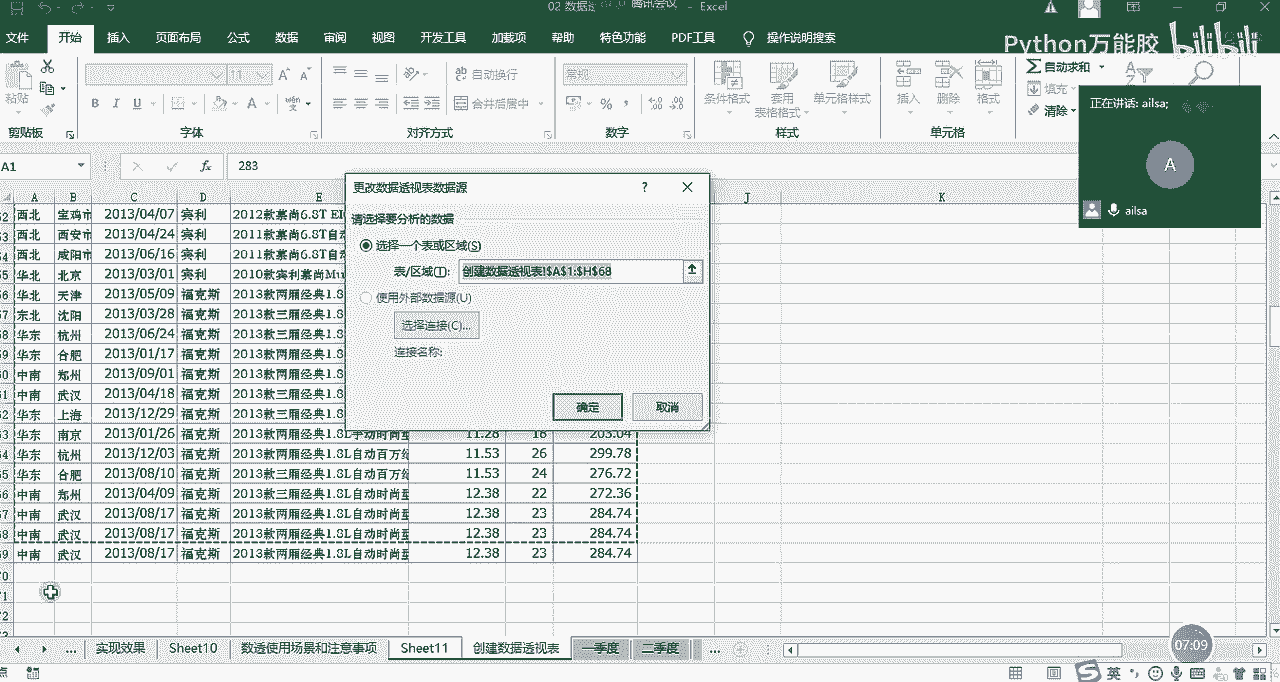 02 数据透 腾讯会议 - Excel
文件 开始 插入 页面布局 公式 数据 审阅 视图 开发工具 加载项 帮助 特色功能 PDF工具 操作说明搜索
Python万能胶 bilibili
粘贴 B I U 常规 自动换行 合并后居中 条件格式 套用表格格式 单元格样式 插入 删除 格式 自动求和 填充 清除
剪贴板 字体 对齐方式 数字 样式 单元格
正在讲话: ailsa;
A
ailsa
A1 fx 283
A B C D E J K
西北 宝鸡市 2013/04/07 宾利 2012款慕尚6.8T
西北 西安市 2013/04/24 宾利 2011款慕尚6.8T自
西北 咸阳市 2013/06/16 宾利 2011款慕尚6.8T自
华北 北京 2013/03/01 宾利 2010款宾利慕尚Mu
华北 天津 2013/05/09 福克斯 2013款两厢经典1.8
东北 沈阳 2013/03/28 福克斯 2013款三厢经典1.8
华东 杭州 2013/06/24 福克斯 2013款三厢经典1.8
华东 合肥 2013/01/17 福克斯 2013款两厢经典1.8
中南 郑州 2013/09/01 福克斯 2013款两厢经典1.8
中南 武汉 2013/04/18 福克斯 2013款三厢经典1.8
华东 上海 2013/12/29 福克斯 2013款三厢经典1.8
华东 南京 2013/01/26 福克斯 2013款两厢经典1.8L手动时尚型 11.28 18 203.04
华东 杭州 2013/12/03 福克斯 2013款两厢经典1.8L自动百万纪 11.53 26 299.78
华东 合肥 2013/08/10 福克斯 2013款三厢经典1.8L自动百万纪 11.53 24 276.72
中南 郑州 2013/04/09 福克斯 2013款三厢经典1.8L自动时尚型 12.38 22 272.36
中南 武汉 2013/08/17 福克斯 2013款两厢经典1.8L自动时尚型 12.38 23 284.74
中南 武汉 2013/08/17 福克斯 2013款两厢经典1.8L自动时尚型 12.38 23 284.74
中南 武汉 2013/08/17 福克斯 2013款两厢经典1.8L自动时尚型 12.38 23 284.74
更改数据透视表数据源 ?
请选择要分析的数据
选择一个表或区域(S)
表/区域(T): 创建数据透视表!$A$1:$H$68
使用外部数据源(U)
选择连接(C)...
连接名称:
确定 取消
... 实现效果 Sheet10 数透使用场景和注意事项 Sheet11 创建数据透视表 一季度 二季度 ...
07:09
英